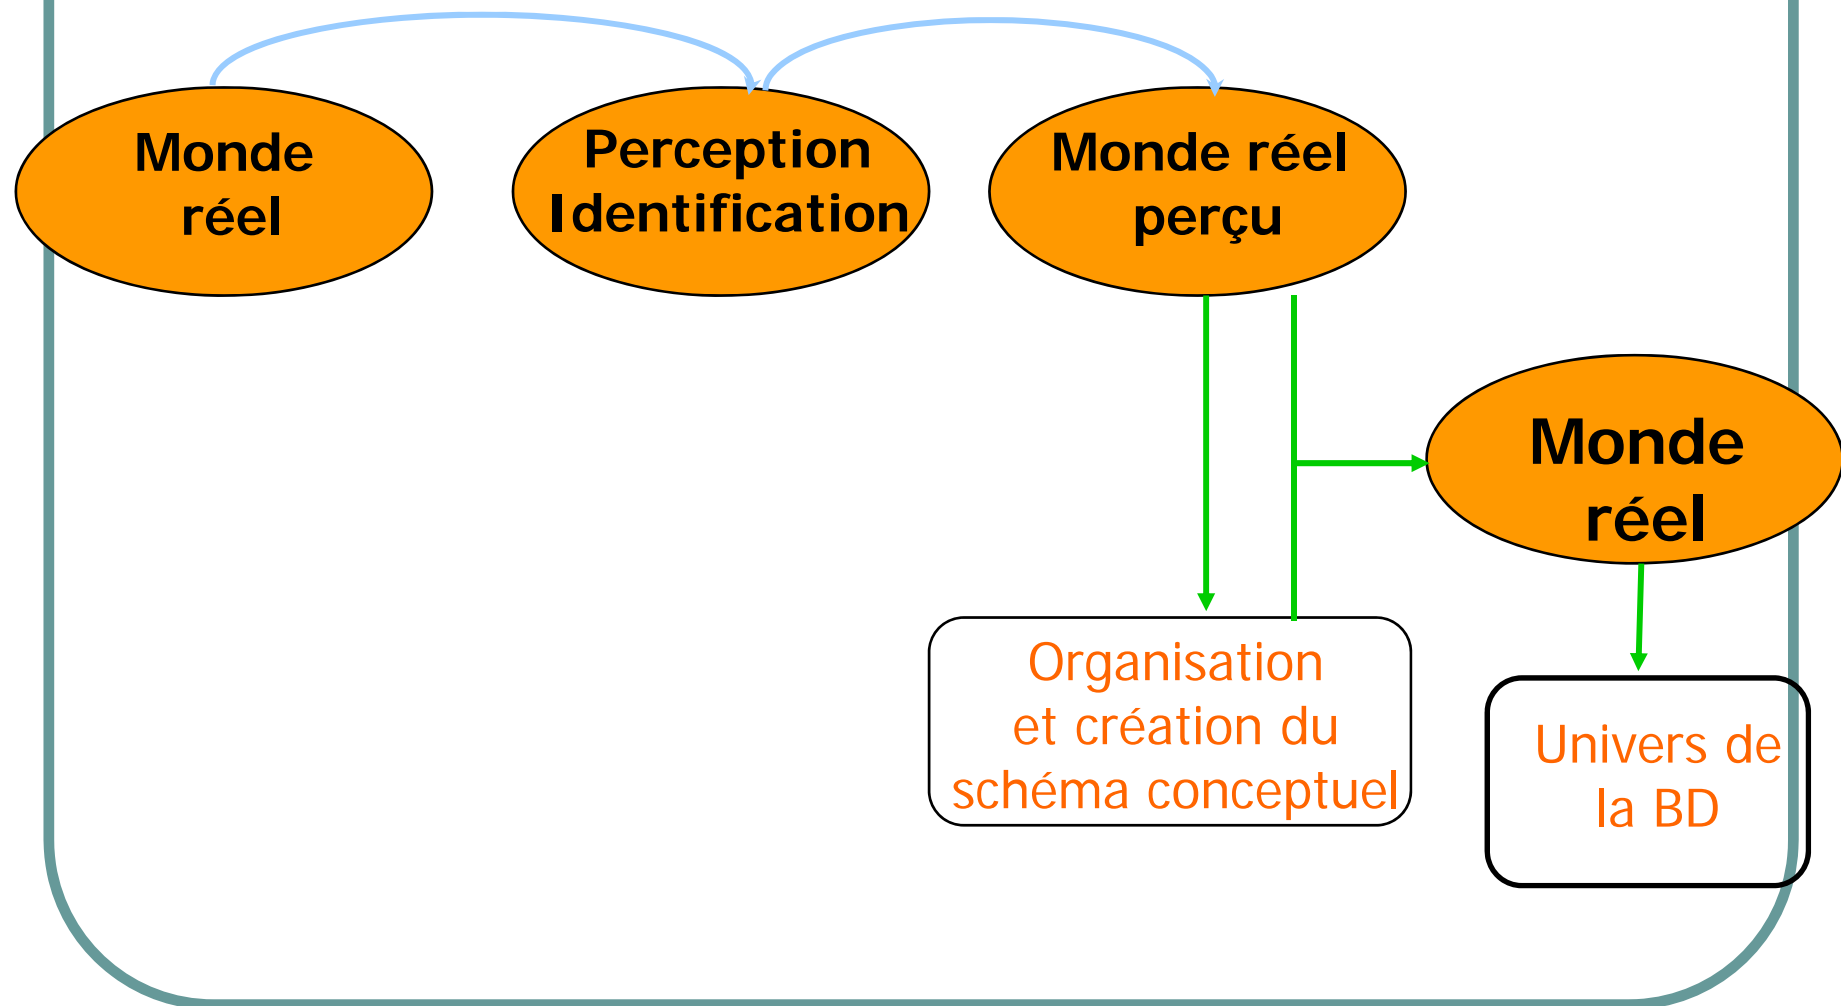 Monde
réel
Perception
Identification
Monde réel
perçu
Monde
réel
Organisation
et création du
schéma conceptuel
Univers de
la BD